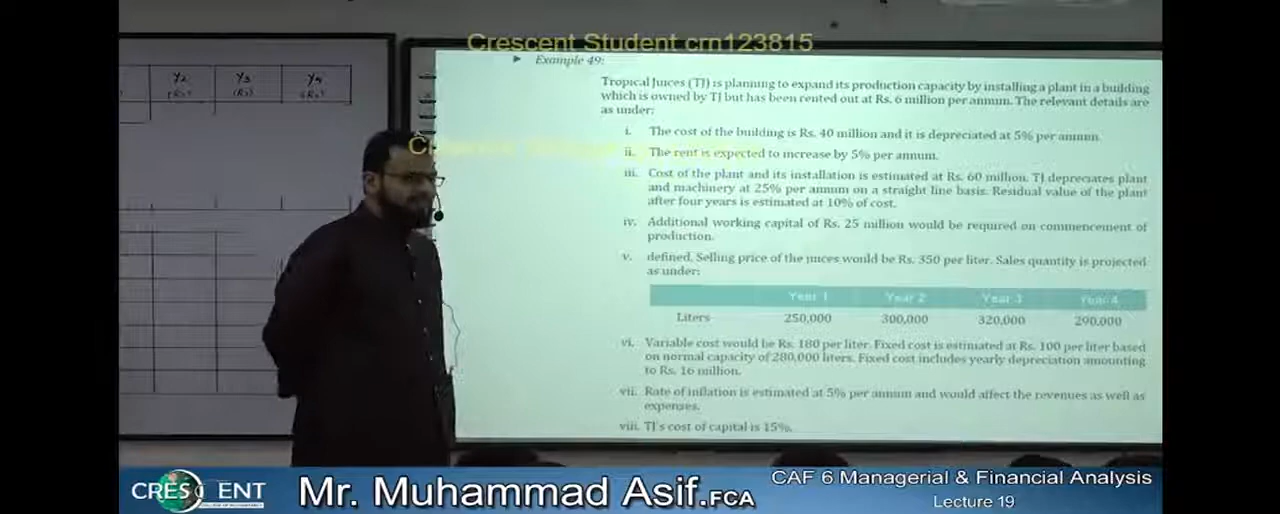 Crescent Student crn123815
Example 49:
Tropical Juices (TJ) is planning to expand its production capacity by installing a plant in a building
which is owned by TJ but has been rented out at Rs. 6 million per annum. The relevant details are
as under:
i. The cost of the building is Rs. 40 million and it is depreciated at 5% per annum.
ii. The rent is expected to increase by 5% per annum.
iii. Cost of the plant and its installation is estimated at Rs. 60 million. TJ depreciates plant
and machinery at 25% per annum on a straight line basis. Residual value of the plant
after four years is estimated at 10% of cost.
iv. Additional working capital of Rs. 25 million would be required on commencement of
production.
v. defined. Selling price of the juices would be Rs. 350 per liter. Sales quantity is projected
as under:
Year 1 Year 2 Year 3 Year 4
Liters 250,000 300,000 320,000 290,000
vi. Variable cost would be Rs. 180 per liter. Fixed cost is estimated at Rs. 100 per liter based
on normal capacity of 280,000 liters. Fixed cost includes yearly depreciation amounting
to Rs. 16 million.
vii. Rate of inflation is estimated at 5% per annum and would affect the revenues as well as
expenses.
viii. TJ's cost of capital is 15%.
Y2 Y3 Y4
(Rs) (Rs) (Rs)
CRESCENT
Mr. Muhammad Asif.FCA
CAF 6 Managerial & Financial Analysis
Lecture 19